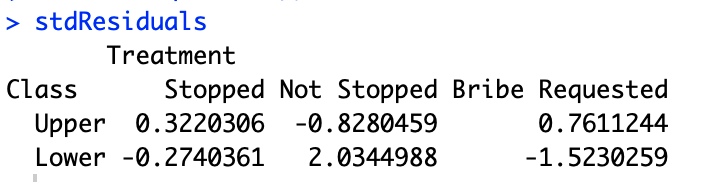 > stdResiduals
Treatment
Class Stopped Not Stopped Bribe Requested
Upper 0.3220306 -0.8280459 0.7611244
Lower -0.2740361 2.0344988 -1.5230259